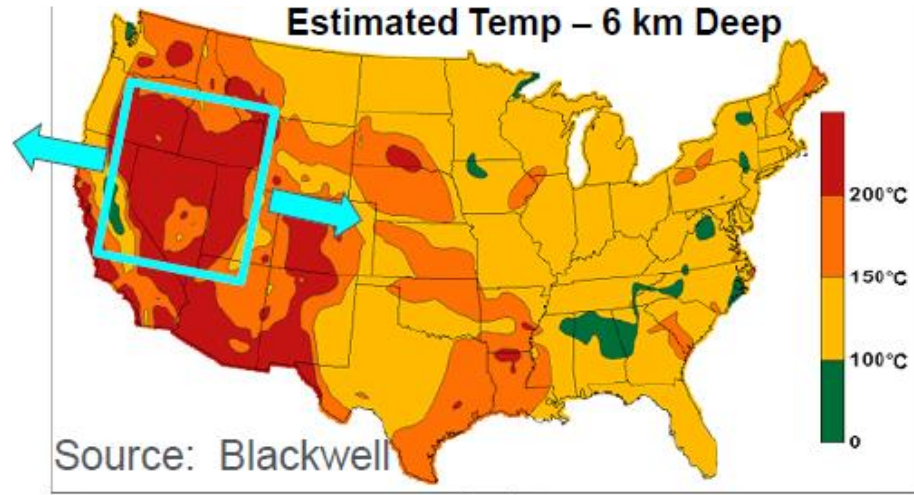 Estimated Temp – 6 km Deep
200°C
150°C
100°C
0
Source: Blackwell